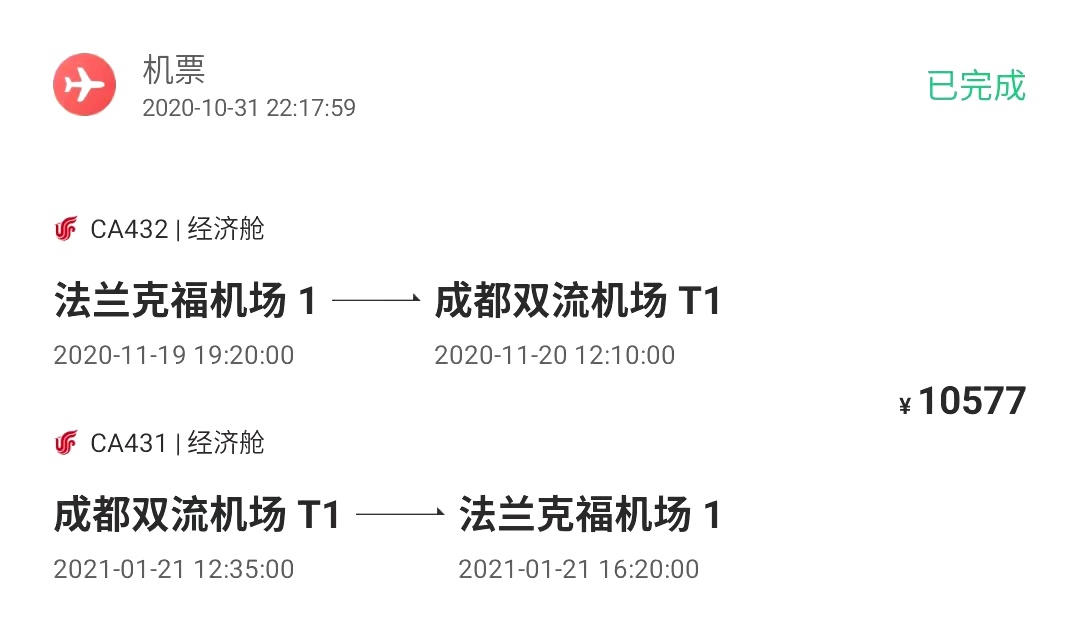 机票
2020-10-31 22:17:59
已完成
CA432 | 经济舱
法兰克福机场 1 成都双流机场 T1
2020-11-19 19:20:00 2020-11-20 12:10:00
¥ 10577
CA431 | 经济舱
成都双流机场 T1 法兰克福机场 1
2021-01-21 12:35:00 2021-01-21 16:20:00